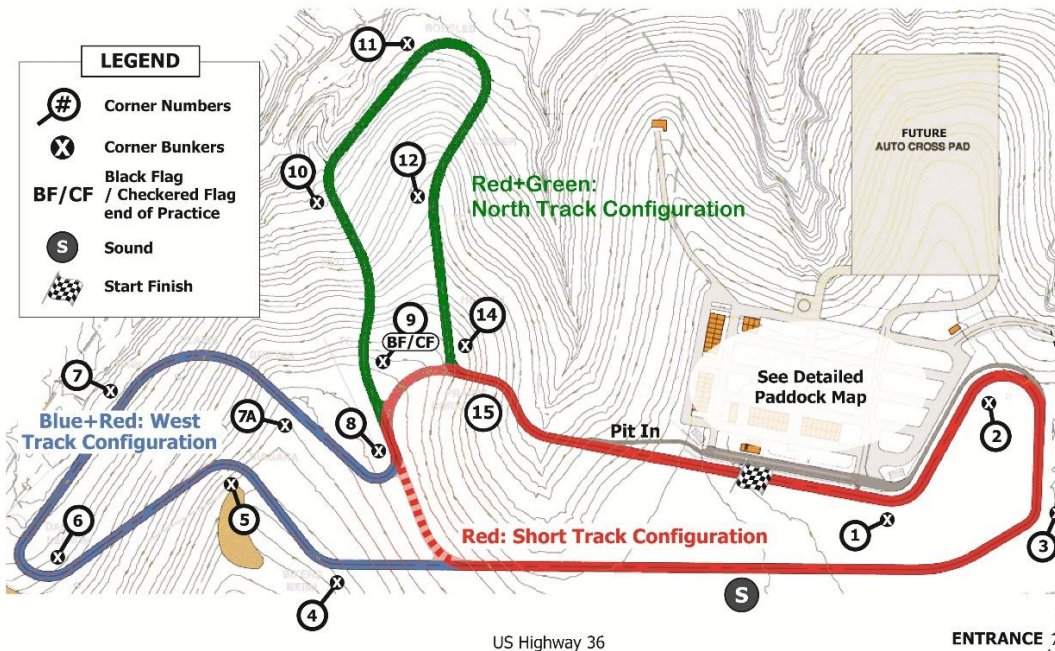 LEGEND
#
Corner Numbers
X
Corner Bunkers
BF/CF
Black Flag
/ Checkered Flag
end of Practice
S
Sound
Start Finish
11
10
12
Red+Green:
North Track Configuration
FUTURE
AUTO CROSS PAD
9
BF/CF
14
7
7A
8
15
Blue+Red: West
Track Configuration
See Detailed
Paddock Map
Pit In
2
6
5
Red: Short Track Configuration
1
3
4
S
US Highway 36
ENTRANCE